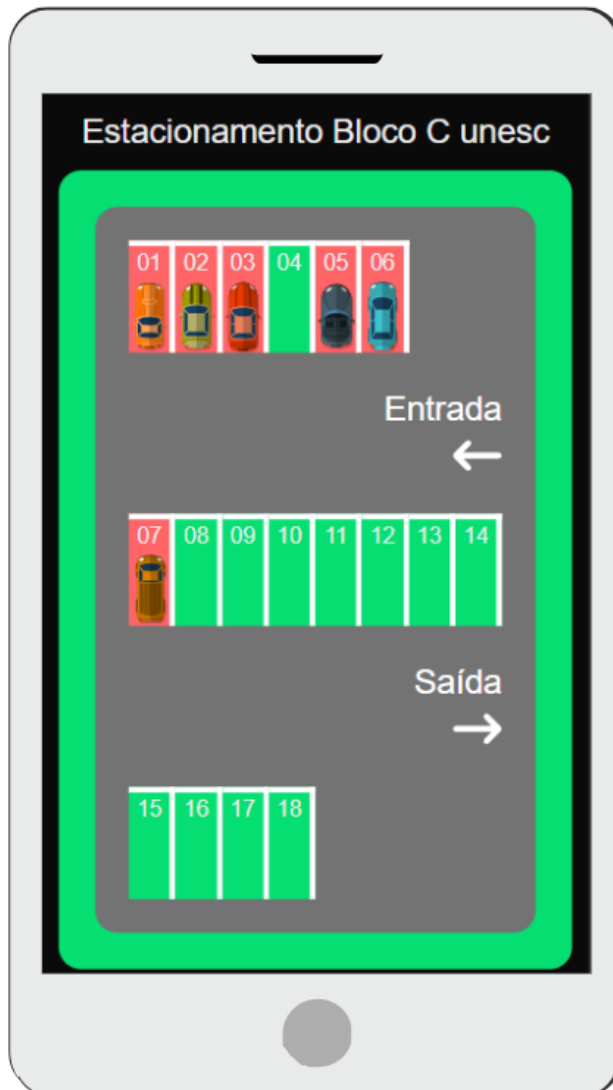 Estacionamento Bloco C unesc
01 02 03 04 05 06
Entrada
07 08 09 10 11 12 13 14
Saída
15 16 17 18